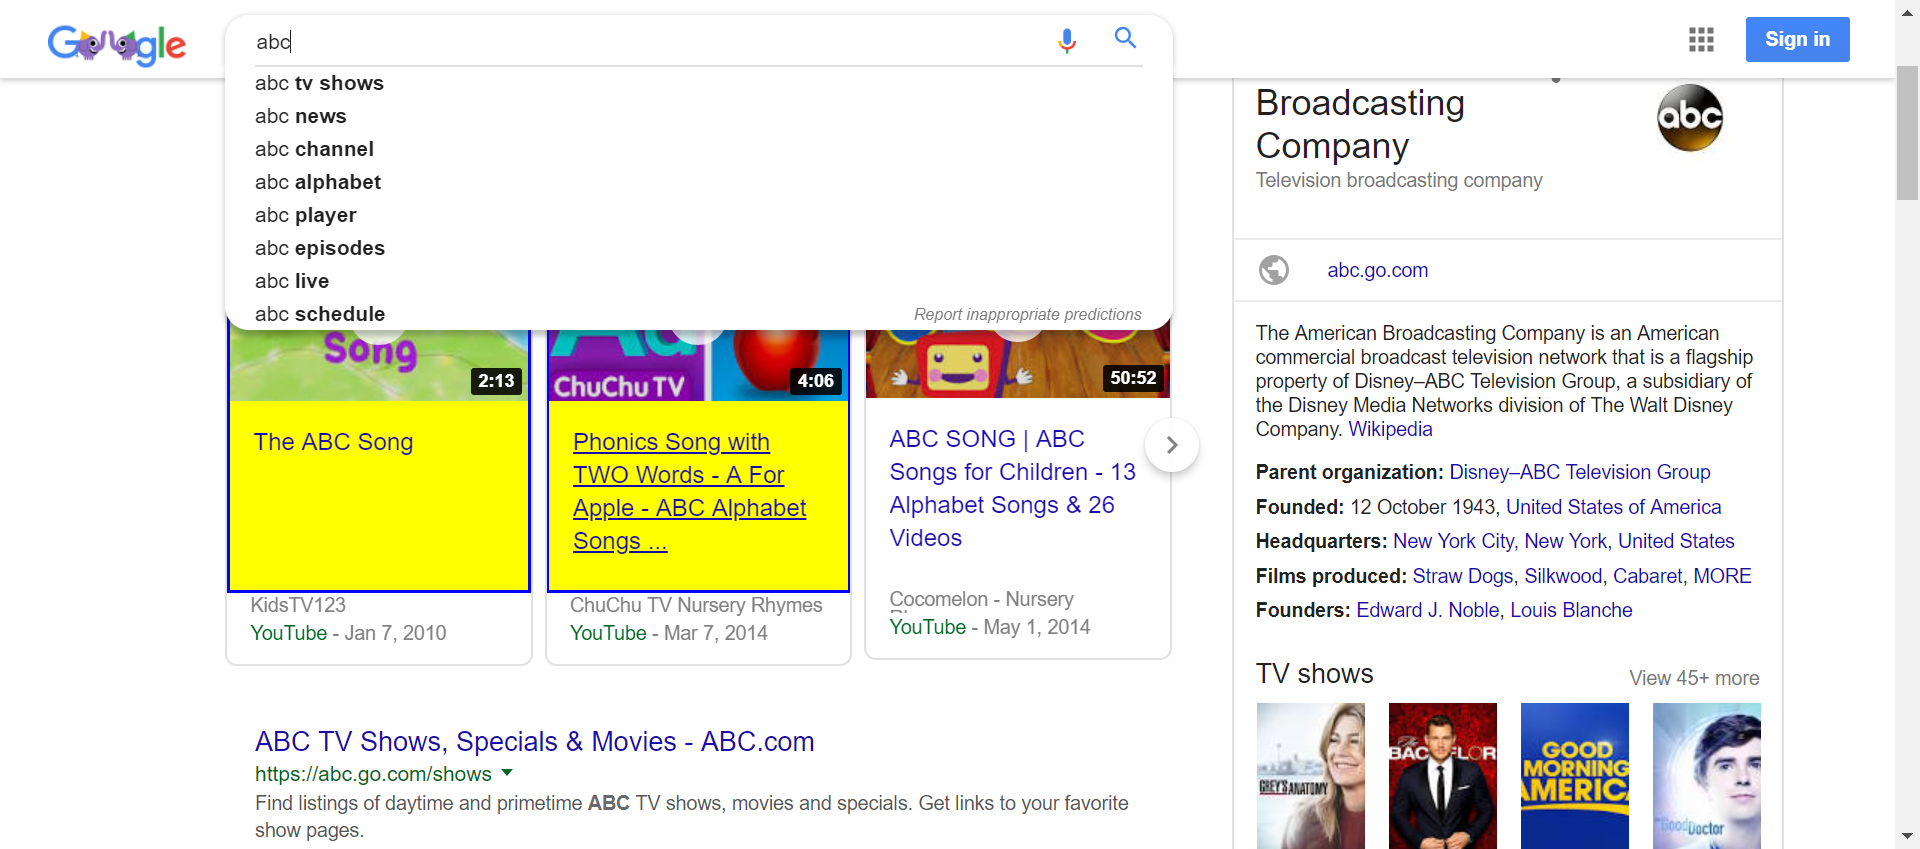 Google
abc
Sign in
abc tv shows
abc news
abc channel
abc alphabet
abc player
abc episodes
abc live
abc schedule
Report inappropriate predictions
Song
2:13
ChuChu TV
4:06
50:52
The ABC Song
KidsTV123
YouTube - Jan 7, 2010
Phonics Song with
TWO Words - A For
Apple - ABC Alphabet
Songs ...
ChuChu TV Nursery Rhymes
YouTube - Mar 7, 2014
ABC SONG | ABC
Songs for Children - 13
Alphabet Songs & 26
Videos
Cocomelon - Nursery
YouTube - May 1, 2014
ABC TV Shows, Specials & Movies - ABC.com
https://abc.go.com/shows
Find listings of daytime and primetime ABC TV shows, movies and specials. Get links to your favorite
show pages.
Broadcasting
Company
Television broadcasting company
abc
abc.go.com
The American Broadcasting Company is an American
commercial broadcast television network that is a flagship
property of Disney–ABC Television Group, a subsidiary of
the Disney Media Networks division of The Walt Disney
Company. Wikipedia
Parent organization: Disney–ABC Television Group
Founded: 12 October 1943, United States of America
Headquarters: New York City, New York, United States
Films produced: Straw Dogs, Silkwood, Cabaret, MORE
Founders: Edward J. Noble, Louis Blanche
TV shows
View 45+ more
GREY'S ANATOMY
The
BACHELOR
GOOD
MORNING
AMERICA
the Good Doctor